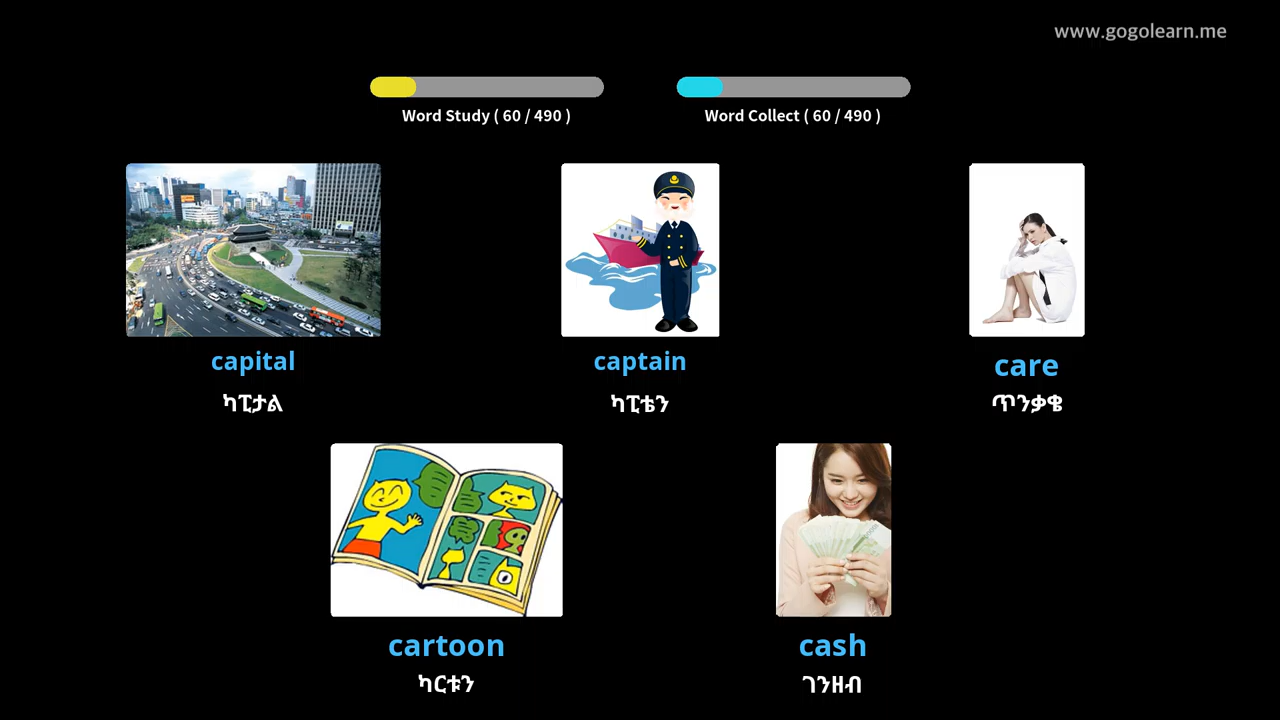 www.gogolearn.me
Word Study ( 60 / 490 )
Word Collect ( 60 / 490 )
capital
ካፒታል
captain
ካፒቴን
care
ጥንቃቄ
cartoon
ካርቱን
cash
ገንዘብ